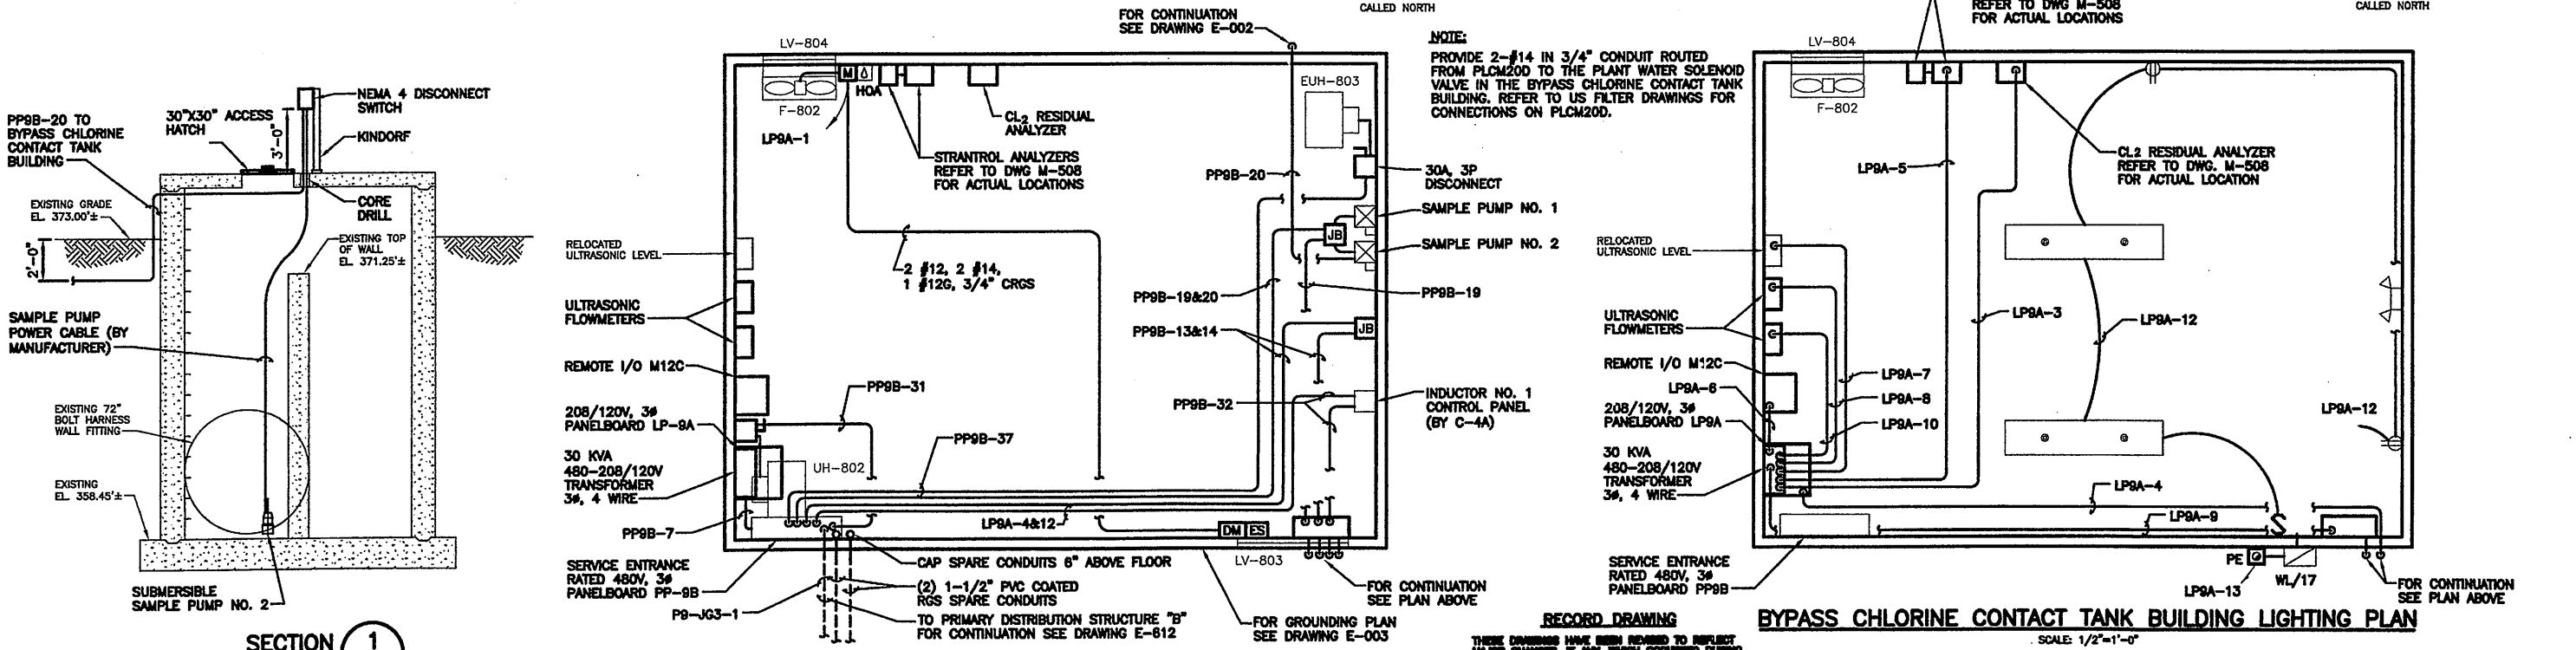 PP9B-20 TO
BYPASS CHLORINE
CONTACT TANK
BUILDING
30"X30" ACCESS
HATCH
3'-0"
NEMA 4 DISCONNECT
SWITCH
KINDORF
CORE
DRILL
EXISTING GRADE
EL. 373.00'±
2'-0"
EXISTING TOP
OF WALL
EL. 371.25'±
SAMPLE PUMP
POWER CABLE (BY
MANUFACTURER)
EXISTING 72"
BOLT HARNESS
WALL FITTING
EXISTING
EL. 358.45'±
SUBMERSIBLE
SAMPLE PUMP NO. 2
SECTION 1
CALLED NORTH
FOR CONTINUATION
SEE DRAWING E-002
LV-804
M
HOA
F-802
LP9A-1
CL2 RESIDUAL
ANALYZER
STRANTROL ANALYZERS
REFER TO DWG M-508
FOR ACTUAL LOCATIONS
EUH-803
PP9B-20
30A, 3P
DISCONNECT
SAMPLE PUMP NO. 1
JB
SAMPLE PUMP NO. 2
RELOCATED
ULTRASONIC LEVEL
2 #12, 2 #14,
1 #12G, 3/4" CRGS
PP9B-19&20
PP9B-19
ULTRASONIC
FLOWMETERS
PP9B-13&14
JB
REMOTE I/O M12C
PP9B-31
PP9B-32
INDUCTOR NO. 1
CONTROL PANEL
(BY C-4A)
208/120V, 3ø
PANELBOARD LP-9A
PP9B-37
30 KVA
480-208/120V
TRANSFORMER
3ø, 4 WIRE
UH-802
PP9B-7
LP9A-4&12
DM ES
LV-803
SERVICE ENTRANCE
RATED 480V, 3ø
PANELBOARD PP-9B
CAP SPARE CONDUITS 6" ABOVE FLOOR
(2) 1-1/2" PVC COATED
RGS SPARE CONDUITS
P9-JG3-1
TO PRIMARY DISTRIBUTION STRUCTURE "B"
FOR CONTINUATION SEE DRAWING E-612
FOR GROUNDING PLAN
SEE DRAWING E-003
FOR CONTINUATION
SEE PLAN ABOVE
NOTE:
PROVIDE 2-#14 IN 3/4" CONDUIT ROUTED
FROM PLCM20D TO THE PLANT WATER SOLENOID
VALVE IN THE BYPASS CHLORINE CONTACT TANK
BUILDING. REFER TO US FILTER DRAWINGS FOR
CONNECTIONS ON PLCM20D.
RECORD DRAWING
THESE DRAWINGS HAVE BEEN REVISED TO REFLECT
REFER TO DWG M-508
FOR ACTUAL LOCATIONS
CALLED NORTH
LV-804
F-802
LP9A-5
CL2 RESIDUAL ANALYZER
REFER TO DWG. M-508
FOR ACTUAL LOCATION
RELOCATED
ULTRASONIC LEVEL
ULTRASONIC
FLOWMETERS
LP9A-3
LP9A-12
REMOTE I/O M12C
LP9A-6
LP9A-7
LP9A-8
LP9A-10
208/120V, 3ø
PANELBOARD LP9A
LP9A-12
30 KVA
480-208/120V
TRANSFORMER
3ø, 4 WIRE
LP9A-4
LP9A-9
SERVICE ENTRANCE
RATED 480V, 3ø
PANELBOARD PP9B
PE
WL/17
LP9A-13
FOR CONTINUATION
SEE PLAN ABOVE
BYPASS CHLORINE CONTACT TANK BUILDING LIGHTING PLAN
SCALE: 1/2"=1'-0"